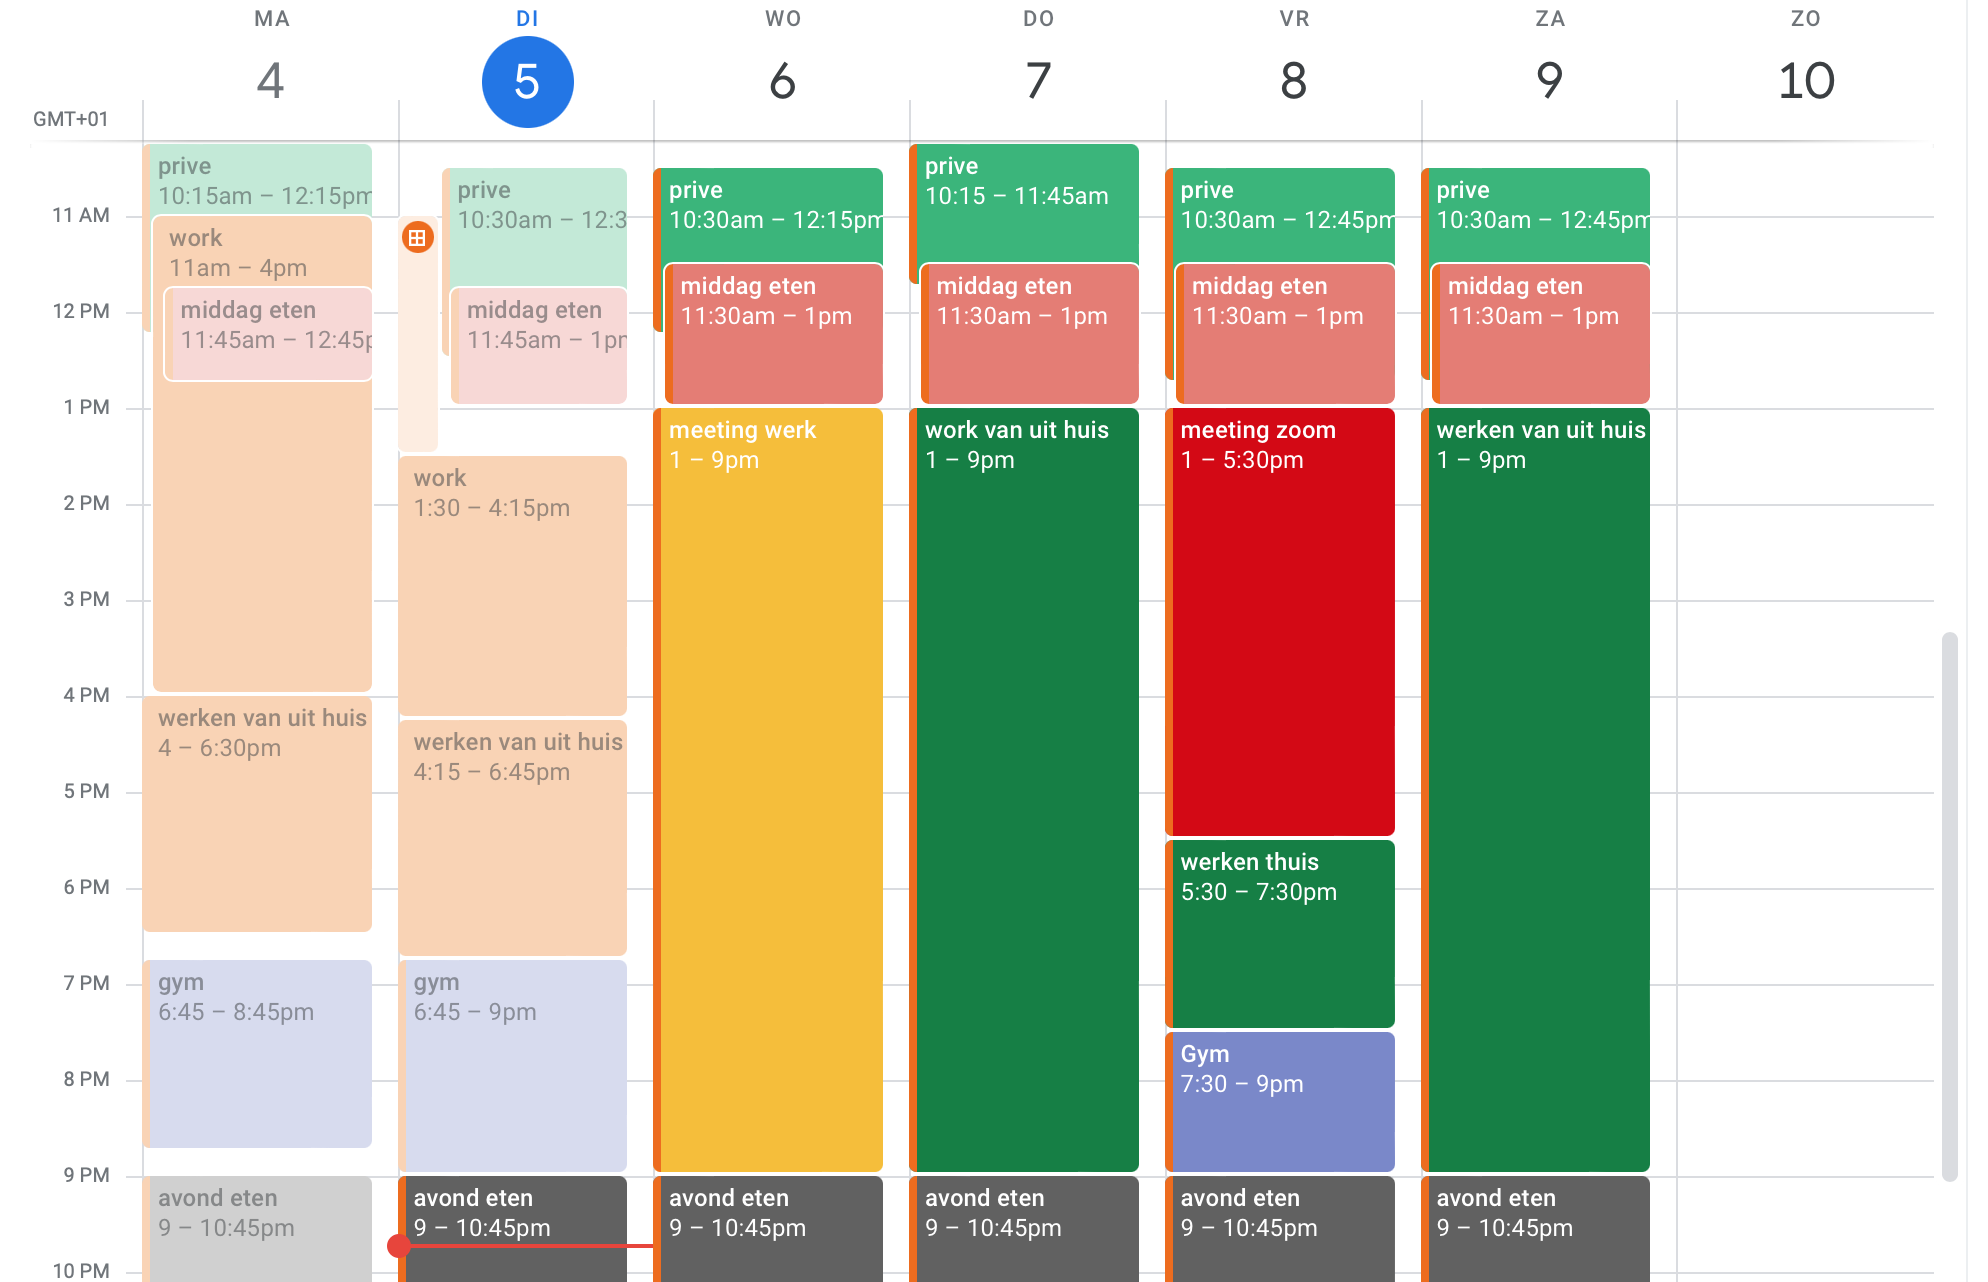 MA DI WO DO VR ZA ZO
4 5 6 7 8 9 10
GMT+01
11 AM
12 PM
1 PM
2 PM
3 PM
4 PM
5 PM
6 PM
7 PM
8 PM
9 PM
10 PM
prive
10:15am – 12:15pm
work
11am – 4pm
middag eten
11:45am – 12:45p
werken van uit huis
4 – 6:30pm
gym
6:45 – 8:45pm
avond eten
9 – 10:45pm
prive
10:30am – 12:3
middag eten
11:45am – 1pm
work
1:30 – 4:15pm
werken van uit huis
4:15 – 6:45pm
gym
6:45 – 9pm
avond eten
9 – 10:45pm
prive
10:30am – 12:15pm
middag eten
11:30am – 1pm
meeting werk
1 – 9pm
avond eten
9 – 10:45pm
prive
10:15 – 11:45am
middag eten
11:30am – 1pm
work van uit huis
1 – 9pm
avond eten
9 – 10:45pm
prive
10:30am – 12:45pm
middag eten
11:30am – 1pm
meeting zoom
1 – 5:30pm
werken thuis
5:30 – 7:30pm
Gym
7:30 – 9pm
avond eten
9 – 10:45pm
prive
10:30am – 12:45pm
middag eten
11:30am – 1pm
werken van uit huis
1 – 9pm
avond eten
9 – 10:45pm